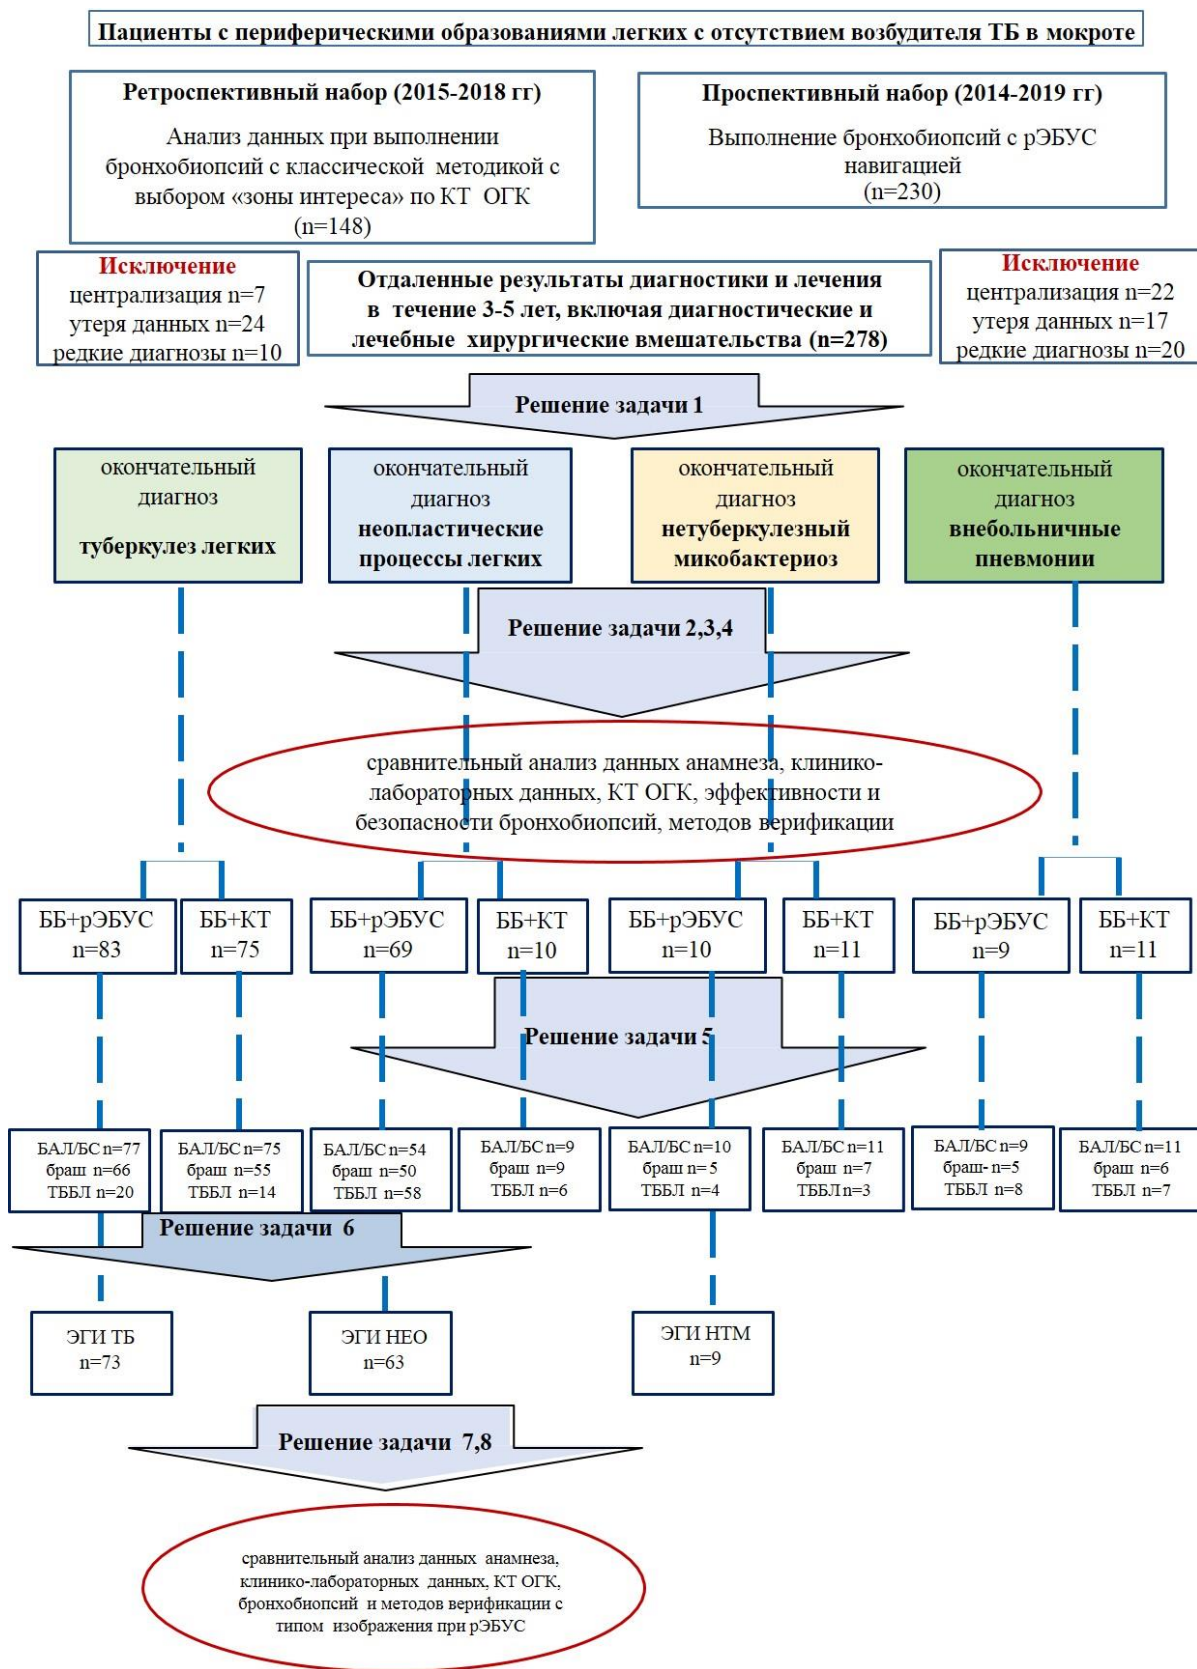 Пациенты с периферическими образованиями легких с отсутствием возбудителя ТБ в мокроте
Ретроспективный набор (2015-2018 гг)
Анализ данных при выполнении
бронхобиопсий с классической методикой с
выбором «зоны интереса» по КТ ОГК
(n=148)
Проспективный набор (2014-2019 гг)
Выполнение бронхобиопсий с рЭБУС
навигацией
(n=230)
Исключение
централизация n=7
утеря данных n=24
редкие диагнозы n=10
Отдаленные результаты диагностики и лечения
в течение 3-5 лет, включая диагностические и
лечебные хирургические вмешательства (n=278)
Исключение
централизация n=22
утеря данных n=17
редкие диагнозы n=20
Решение задачи 1
окончательный
диагноз
туберкулез легких
окончательный
диагноз
неопластические
процессы легких
окончательный
диагноз
нетуберкулезный
микобактериоз
окончательный
диагноз
внебольничные
пневмонии
Решение задачи 2,3,4
сравнительный анализ данных анамнеза, клинико-
лабораторных данных, КТ ОГК, эффективности и
безопасности бронхобиопсий, методов верификации
ББ+рЭБУС
n=83
ББ+КТ
n=75
ББ+рЭБУС
n=69
ББ+КТ
n=10
ББ+рЭБУС
n=10
ББ+КТ
n=11
ББ+рЭБУС
n=9
ББ+КТ
n=11
Решение задачи 5
БАЛ/БС n=77
браш n=66
ТББЛ n=20
БАЛ/БС n=75
браш n=55
ТББЛ n=14
БАЛ/БС n=54
браш n=50
ТББЛ n=58
БАЛ/БС n=9
браш n=9
ТББЛ n=6
БАЛ/БС n=10
браш n= 5
ТББЛ n=4
БАЛ/БС n=11
браш n=7
ТББЛ n=3
БАЛ/БС n=9
браш- n=5
ТББЛ n=8
БАЛ/БС n=11
браш n=6
ТББЛ n=7
Решение задачи 6
ЭГИ ТБ
n=73
ЭГИ НЕО
n=63
ЭГИ НТМ
n=9
Решение задачи 7,8
сравнительный анализ данных анамнеза,
клинико-лабораторных данных, КТ ОГК,
бронхобиопсий и методов верификации с
типом изображения при рЭБУС